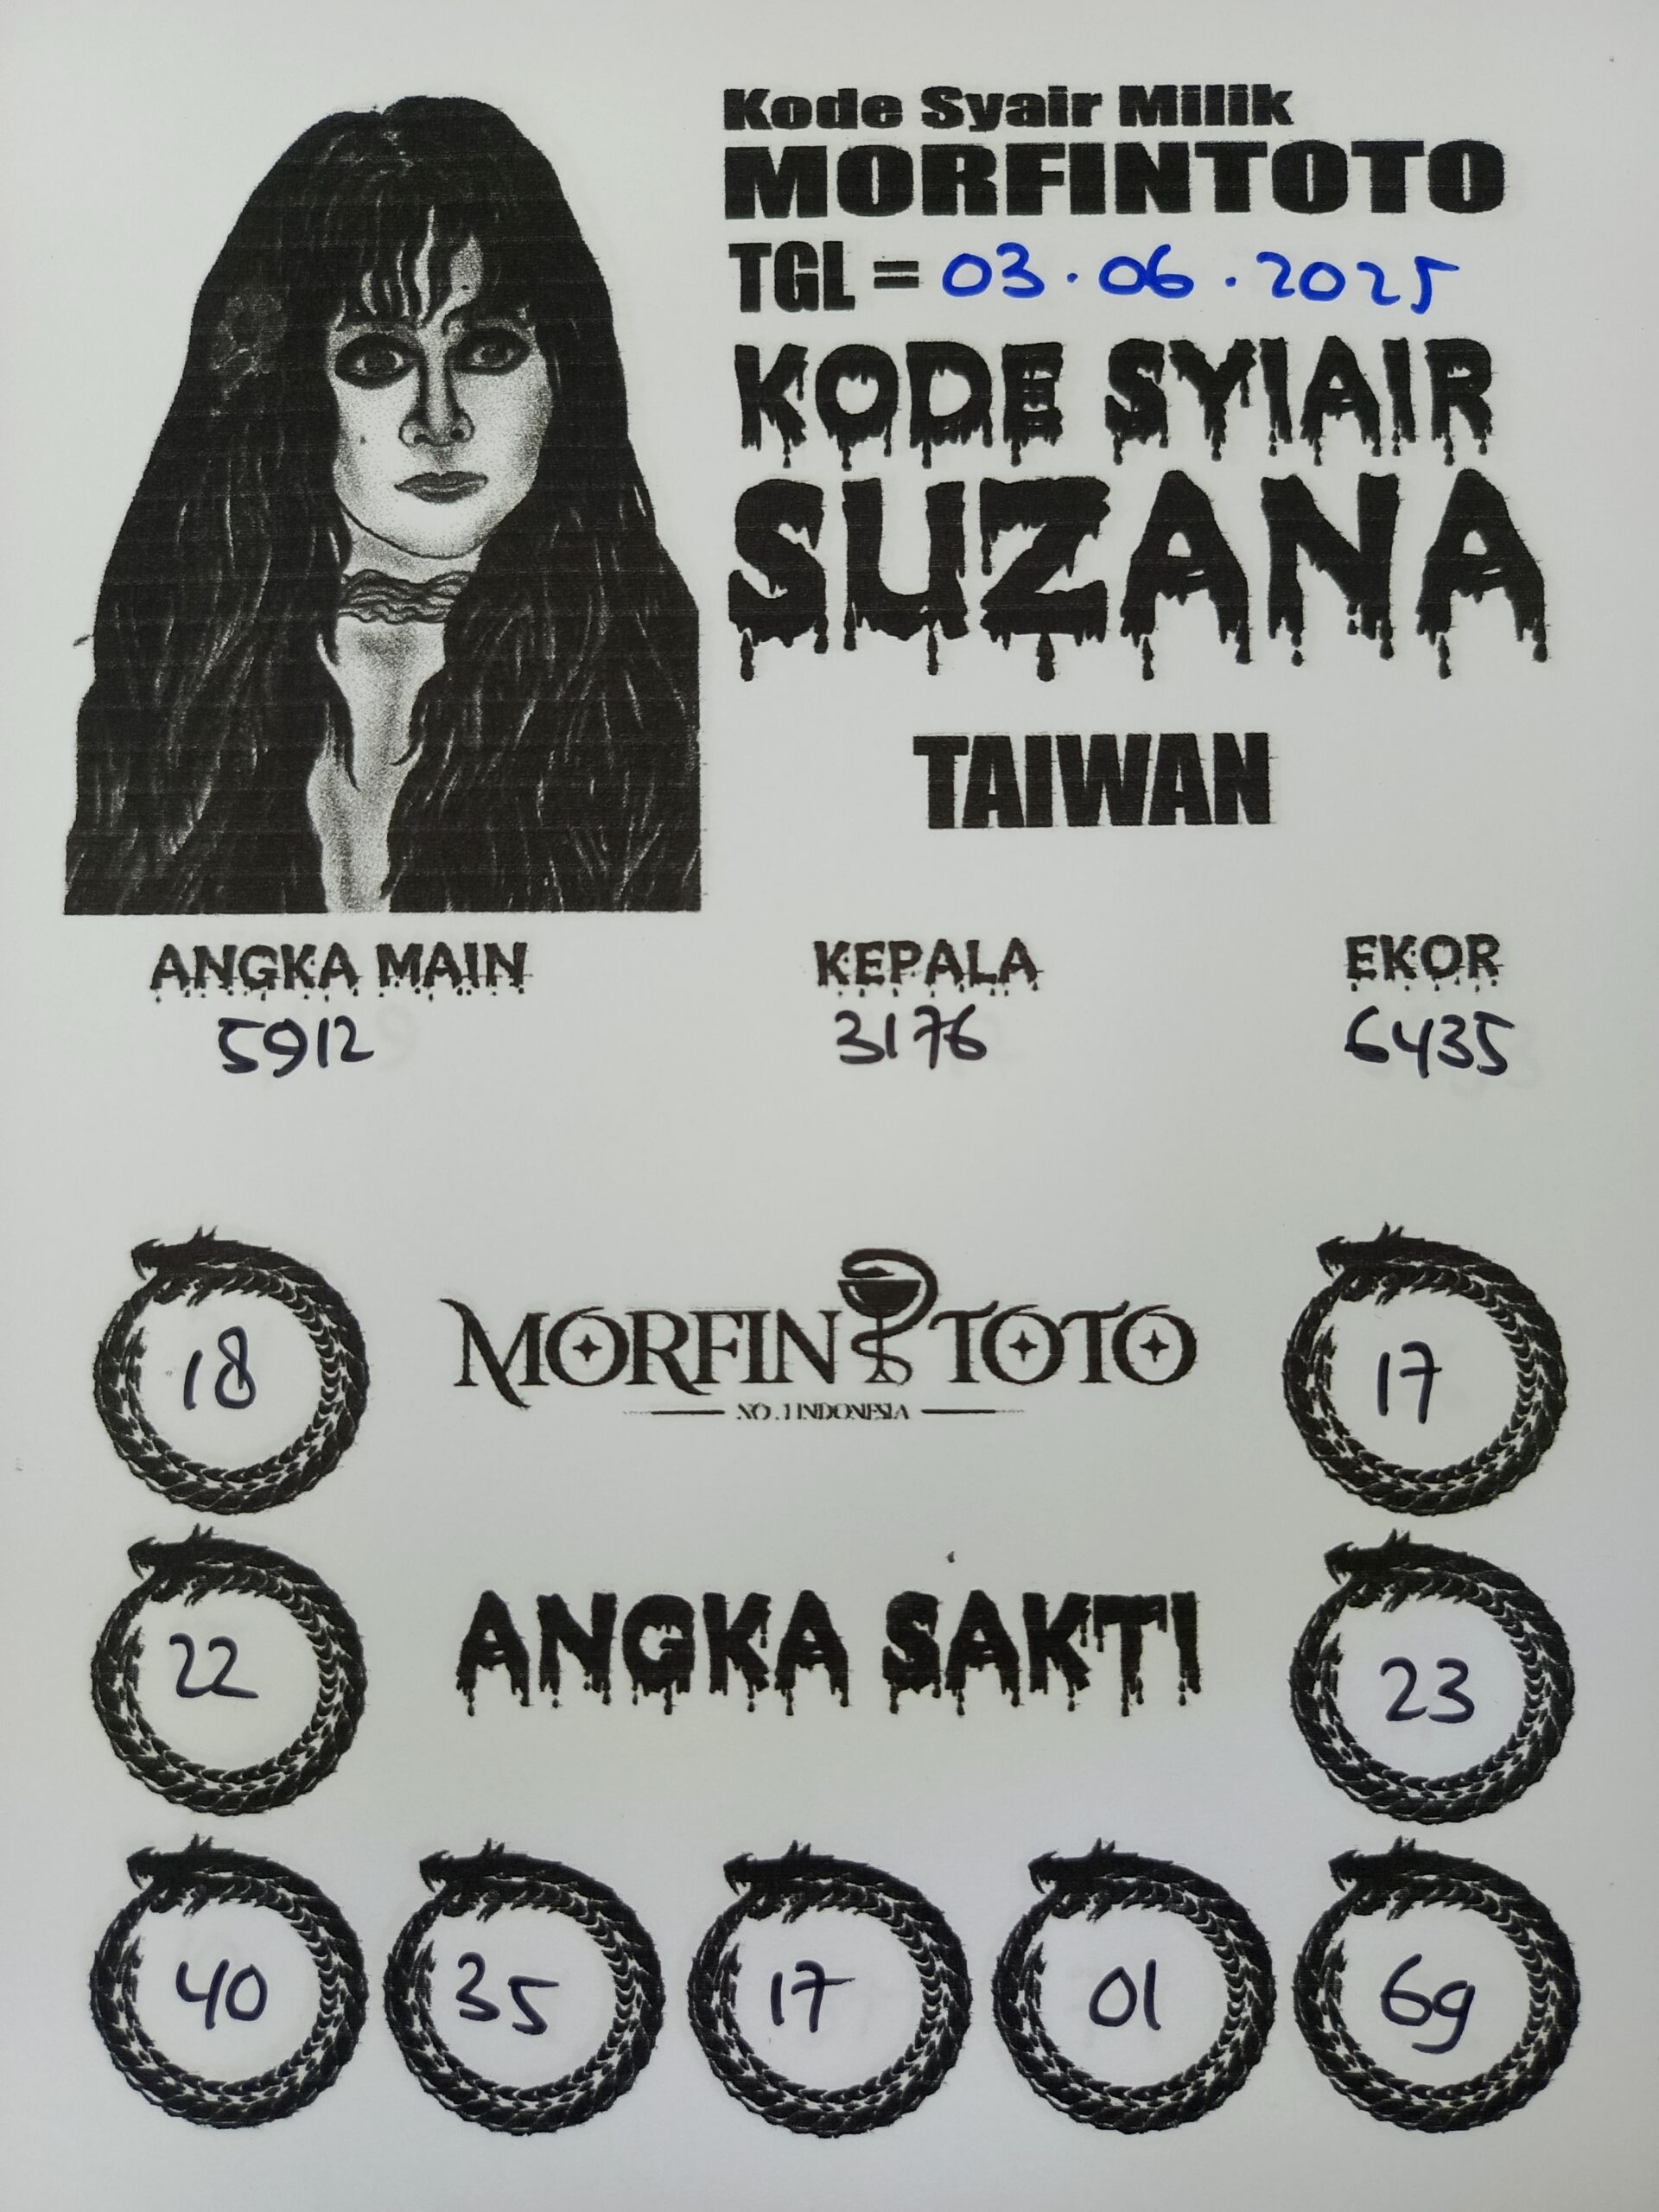 Kode Syair Milik
MORFINTOTO
TGL = 03.06.2025
KODE SYIAIR
SUZANA
TAIWAN
ANGKA MAIN KEPALA EKOR
5912 3176 6435
18 MORFIN TOTO 17
NO.1 INDONESIA
22 ANGKA SAKTI 23
40 35 17 01 69